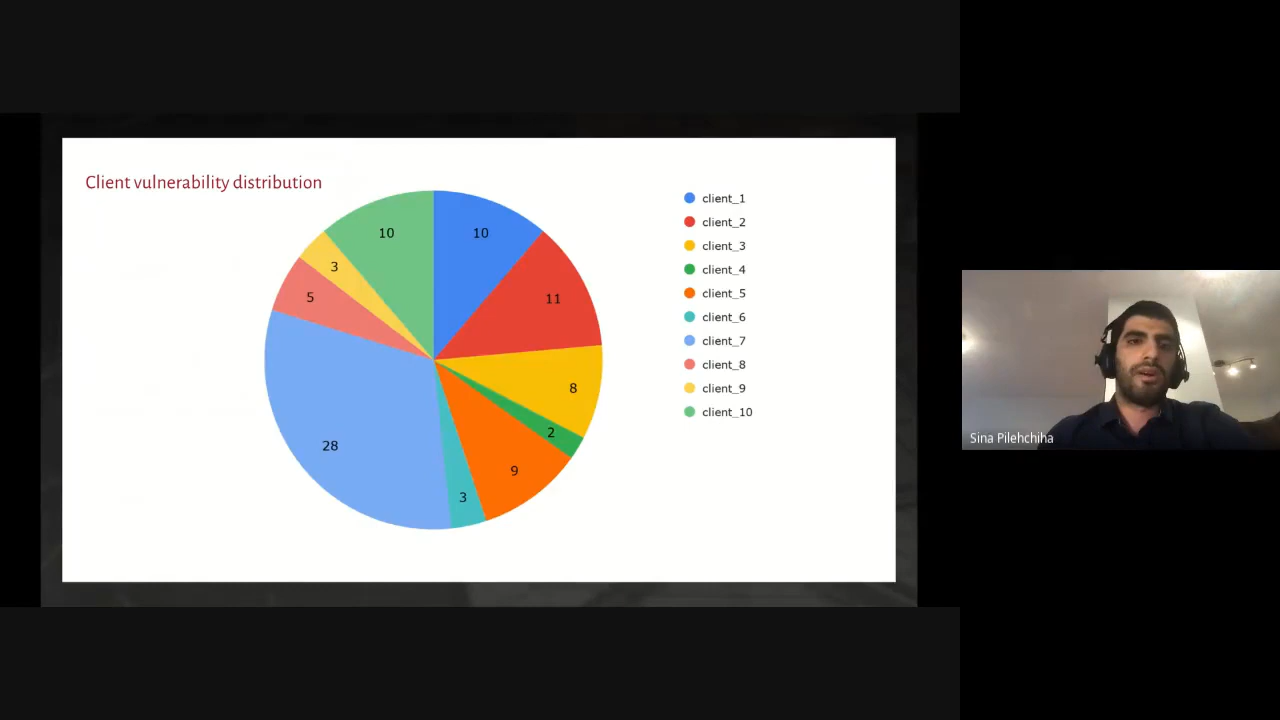 Client vulnerability distribution
10
10
11
3
5
8
2
28
9
3
client_1
client_2
client_3
client_4
client_5
client_6
client_7
client_8
client_9
client_10
Sina Pilehchiha